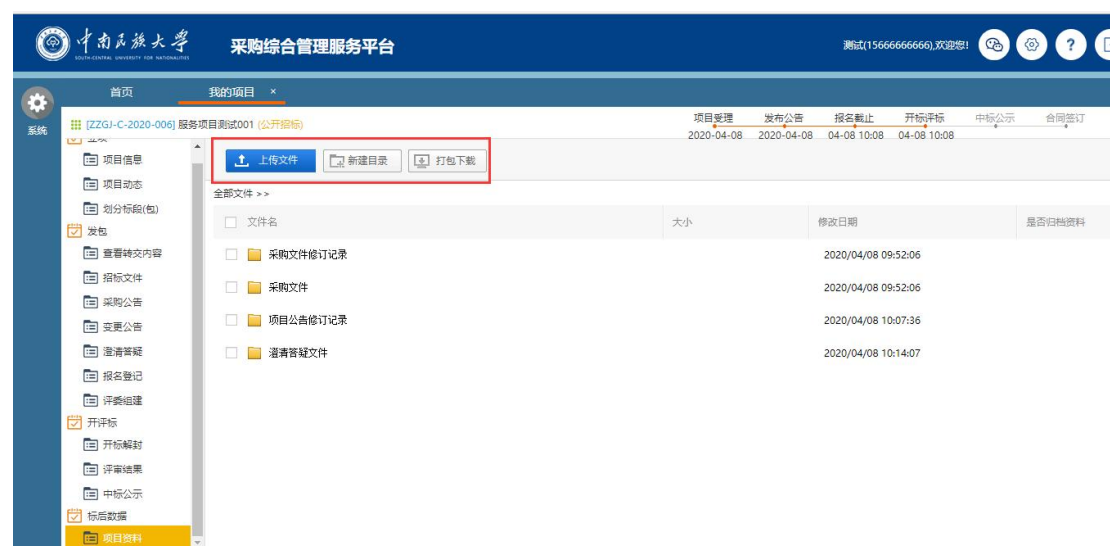 中南民族大学
SOUTH-CENTRAL UNIVERSITY FOR NATIONALITIES
采购综合管理服务平台
测试(15666666666),欢迎您!
?
系统
首页
我的项目 ×
[ZZGJ-C-2020-006] 服务项目测试001 (公开招标)
项目受理 发布公告 报名截止 开标评标 中标公示 合同签订
2020-04-08 2020-04-08 04-08 10:08 04-08 10:08
项目信息
项目动态
划分标段(包)
发包
查看转交内容
招标文件
采购公告
变更公告
澄清答疑
报名登记
评委组建
开评标
开标解封
评审结果
中标公示
标后数据
项目资料
上传文件 新建目录 打包下载
全部文件 >>
文件名 大小 修改日期 是否归档资料
采购文件修订记录 2020/04/08 09:52:06
采购文件 2020/04/08 09:52:06
项目公告修订记录 2020/04/08 10:07:36
澄清答疑文件 2020/04/08 10:14:07